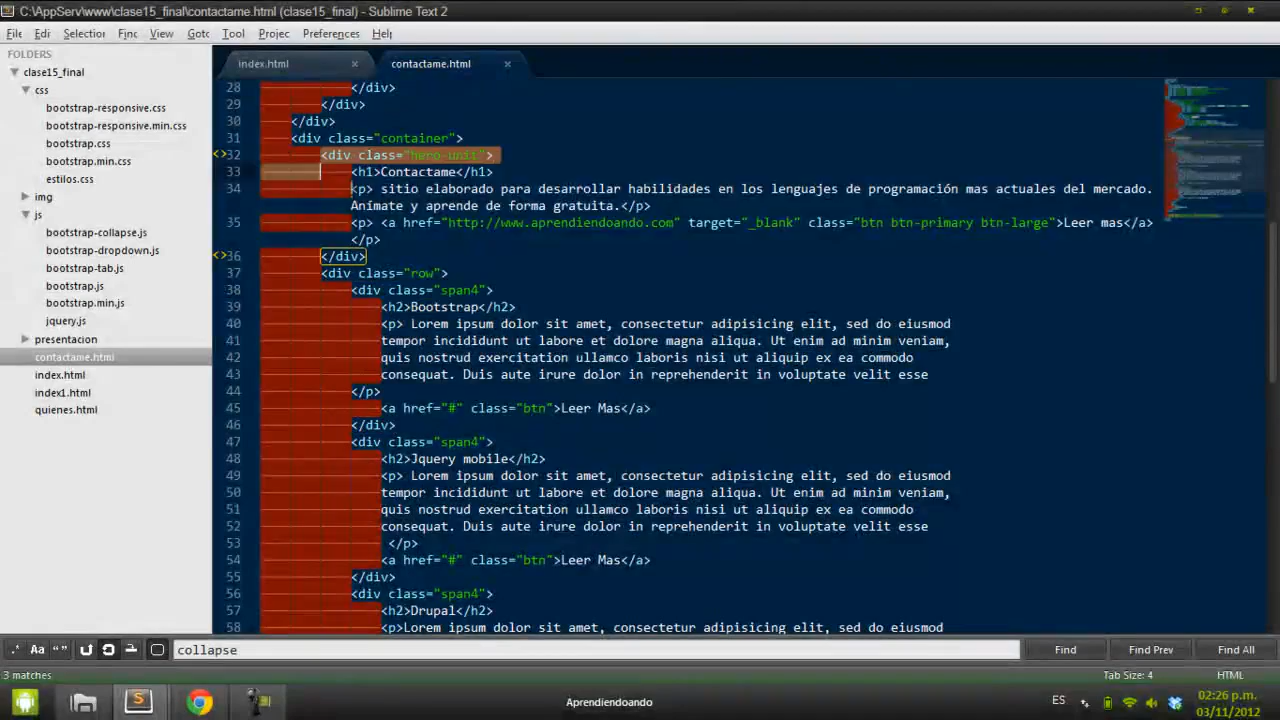 C:\AppServ\www\clase15_final\contactame.html (clase15_final) - Sublime Text 2
File Edi Selection Find View Goto Tool Projec Preferences Help
FOLDERS
clase15_final
css
bootstrap-responsive.css
bootstrap-responsive.min.css
bootstrap.css
bootstrap.min.css
estilos.css
img
js
bootstrap-collapse.js
bootstrap-dropdown.js
bootstrap-tab.js
bootstrap.js
bootstrap.min.js
jquery.js
presentacion
contactame.html
index.html
index1.html
quienes.html
index.html × contactame.html ×
28 </div>
29 </div>
30 </div>
31 <div class="container">
<> 32 <div class="hero-unit">
33 <h1>Contactame</h1>
34 <p> sitio elaborado para desarrollar habilidades en los lenguajes de programación mas actuales del mercado.
Anímate y aprende de forma gratuita.</p>
35 <p> <a href="http://www.aprendiendoando.com" target="_blank" class="btn btn-primary btn-large">Leer mas</a>
</p>
<> 36 </div>
37 <div class="row">
38 <div class="span4">
39 <h2>Bootstrap</h2>
40 <p> Lorem ipsum dolor sit amet, consectetur adipisicing elit, sed do eiusmod
41 tempor incididunt ut labore et dolore magna aliqua. Ut enim ad minim veniam,
42 quis nostrud exercitation ullamco laboris nisi ut aliquip ex ea commodo
43 consequat. Duis aute irure dolor in reprehenderit in voluptate velit esse
44 </p>
45 <a href="#" class="btn">Leer Mas</a>
46 </div>
47 <div class="span4">
48 <h2>Jquery mobile</h2>
49 <p> Lorem ipsum dolor sit amet, consectetur adipisicing elit, sed do eiusmod
50 tempor incididunt ut labore et dolore magna aliqua. Ut enim ad minim veniam,
51 quis nostrud exercitation ullamco laboris nisi ut aliquip ex ea commodo
52 consequat. Duis aute irure dolor in reprehenderit in voluptate velit esse
53 </p>
54 <a href="#" class="btn">Leer Mas</a>
55 </div>
56 <div class="span4">
57 <h2>Drupal</h2>
58 <p>Lorem ipsum dolor sit amet, consectetur adipisicing elit, sed do eiusmod
.* Aa “” collapse Find Find Prev Find All
3 matches Tab Size: 4 HTML
Aprendiendoando ES 02:26 p.m.
03/11/2012